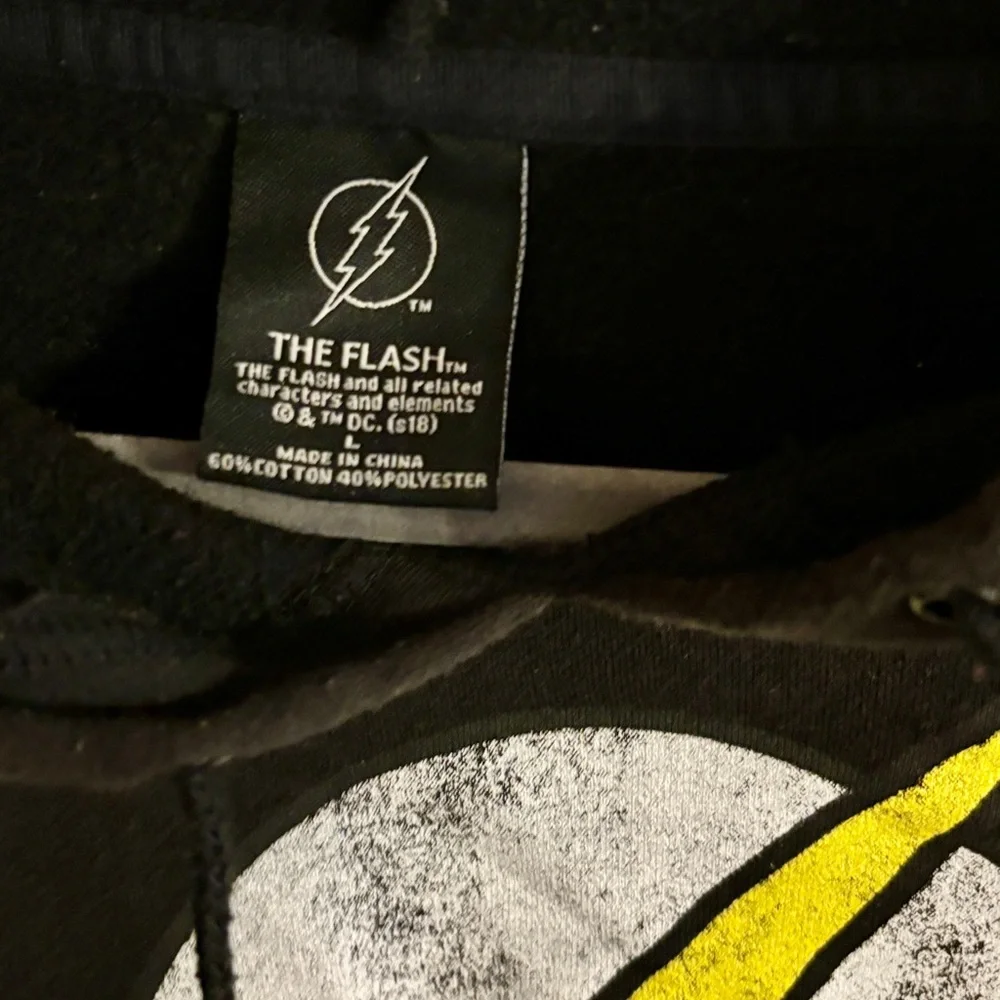 TM
THE FLASH™
THE FLASH and all related
characters and elements
© & ™ DC. (s18)
L
MADE IN CHINA
60%COTTON 40%POLYESTER